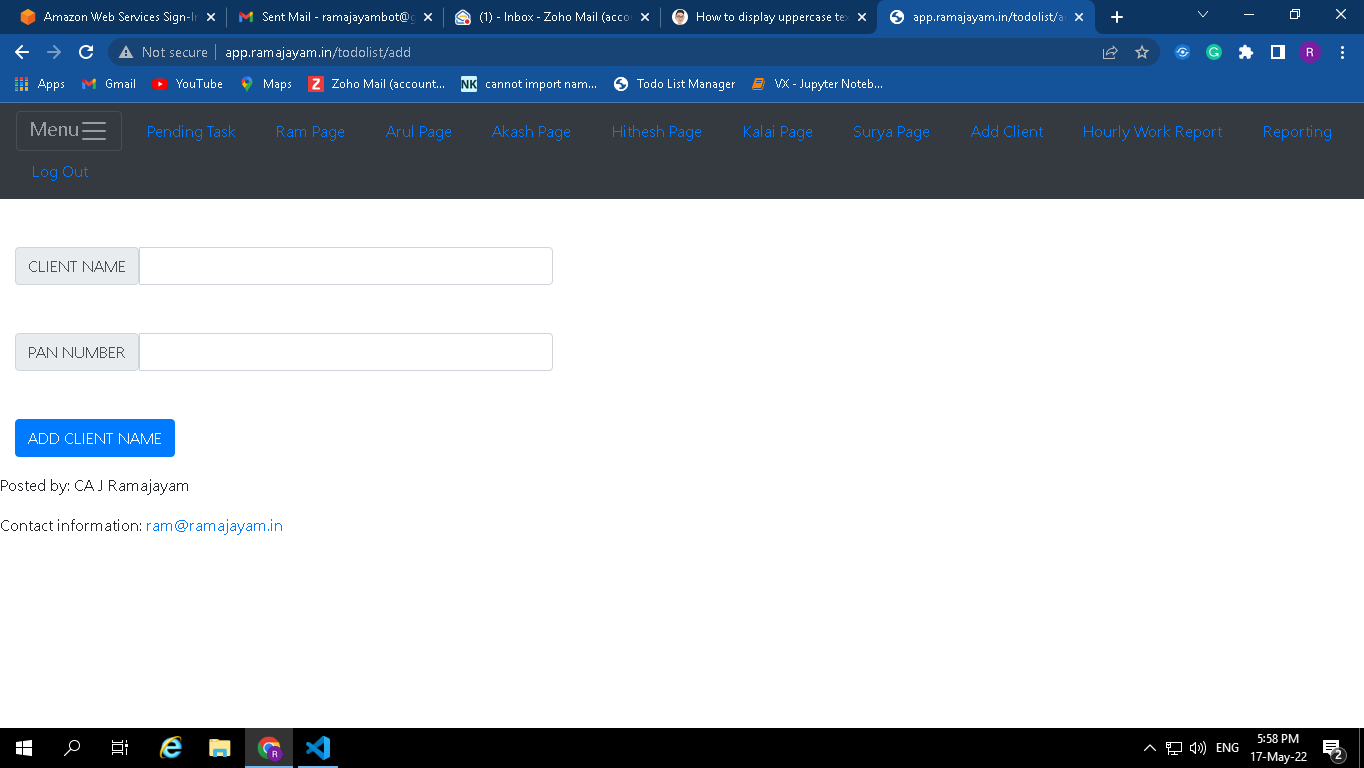 Amazon Web Services Sign-In
Sent Mail - ramajayambot@g
(1) - Inbox - Zoho Mail (acco
How to display uppercase te
app.ramajayam.in/todolist/a
Not secure
app.ramajayam.in/todolist/add
R
Apps
Gmail
YouTube
Maps
Z
Zoho Mail (account...
NK
cannot import nam...
Todo List Manager
VX - Jupyter Noteb...
Menu
Pending Task
Ram Page
Arul Page
Akash Page
Hithesh Page
Kalai Page
Surya Page
Add Client
Hourly Work Report
Reporting
Log Out
CLIENT NAME
PAN NUMBER
ADD CLIENT NAME
Posted by: CA J Ramajayam
Contact information: ram@ramajayam.in
R
ENG
5:58 PM
17-May-22
2